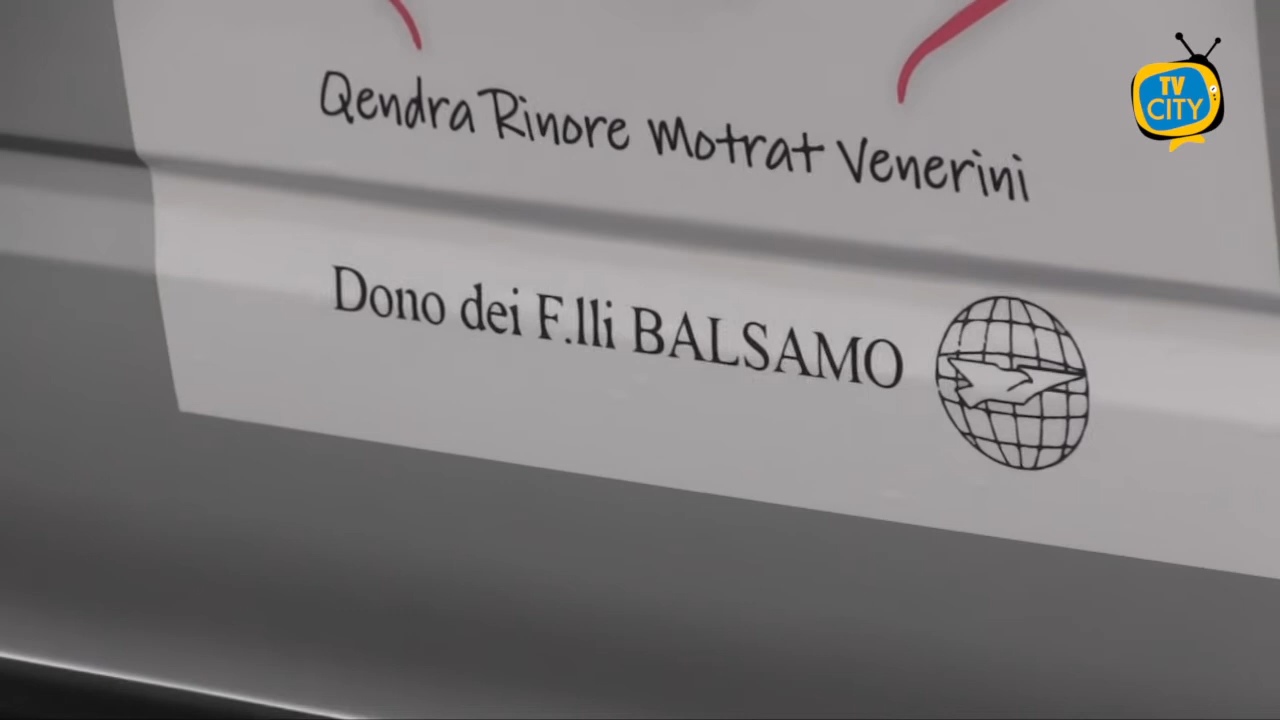 TV
CITY
Qendra Rinore Motrat Venerini
Dono dei F.lli BALSAMO